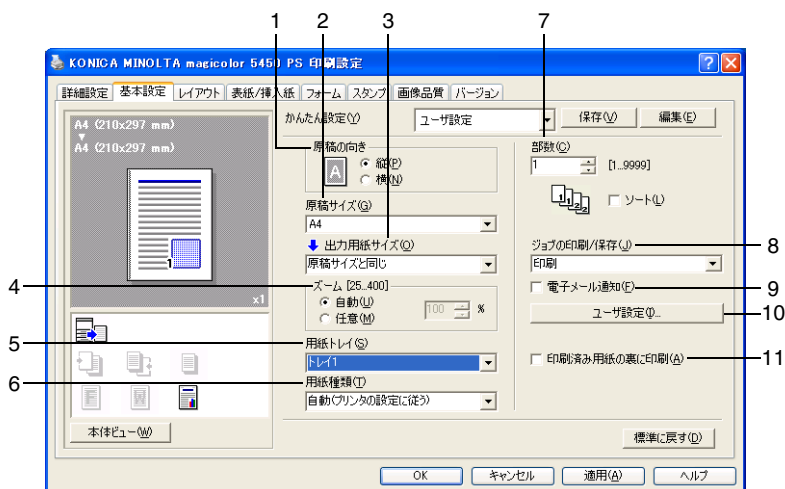 1 2 3 7
KONICA MINOLTA magicolor 5450 PS 印刷設定
詳細設定 基本設定 レイアウト 表紙/挿入紙 フォーム スタンプ 画像品質 バージョン
A4 (210x297 mm)
A4 (210x297 mm)
1
x1
本体ビュー(W)
かんたん設定(Y) ユーザ設定 保存(V) 編集(E)
原稿の向き
A
縦(P)
横(N)
原稿サイズ(G)
A4
出力用紙サイズ(O)
原稿サイズと同じ
4
ズーム [25..400]
自動(U)
任意(M)
100 %
5
用紙トレイ(S)
トレイ1
6
用紙種類(T)
自動(プリンタの設定に従う)
部数(C)
1 [1..9999]
1 1 2 2
ソート(L)
ジョブの印刷/保存(J) 8
印刷
電子メール通知(F) 9
ユーザ設定(I)... 10
印刷済み用紙の裏に印刷(A) 11
標準に戻す(D)
OK キャンセル 適用(A) ヘルプ